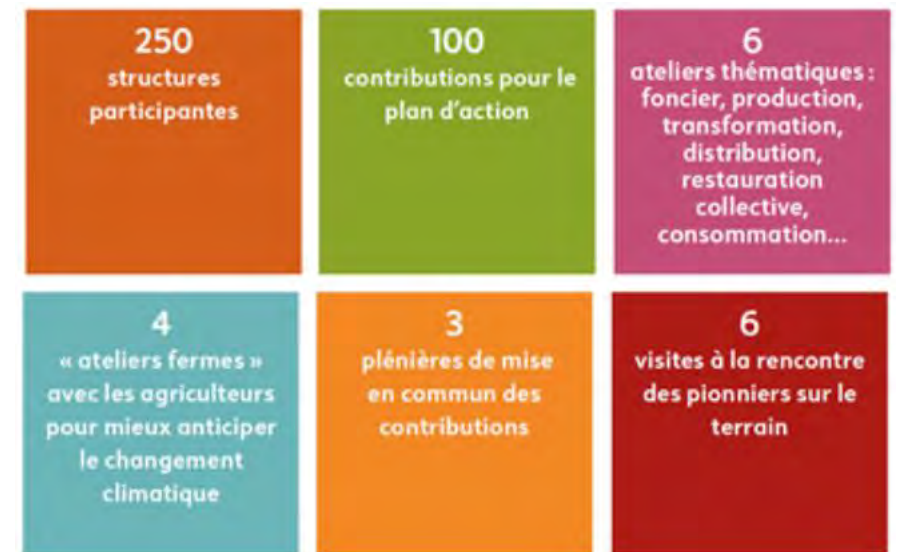 250
structures
participantes
100
contributions pour le
plan d'action
6
ateliers thématiques :
foncier, production,
transformation,
distribution,
restauration
collective,
consommation...
4
« ateliers fermes »
avec les agriculteurs
pour mieux anticiper
le changement
climatique
3
plénières de mise
en commun des
contributions
6
visites à la rencontre
des pionniers sur le
terrain